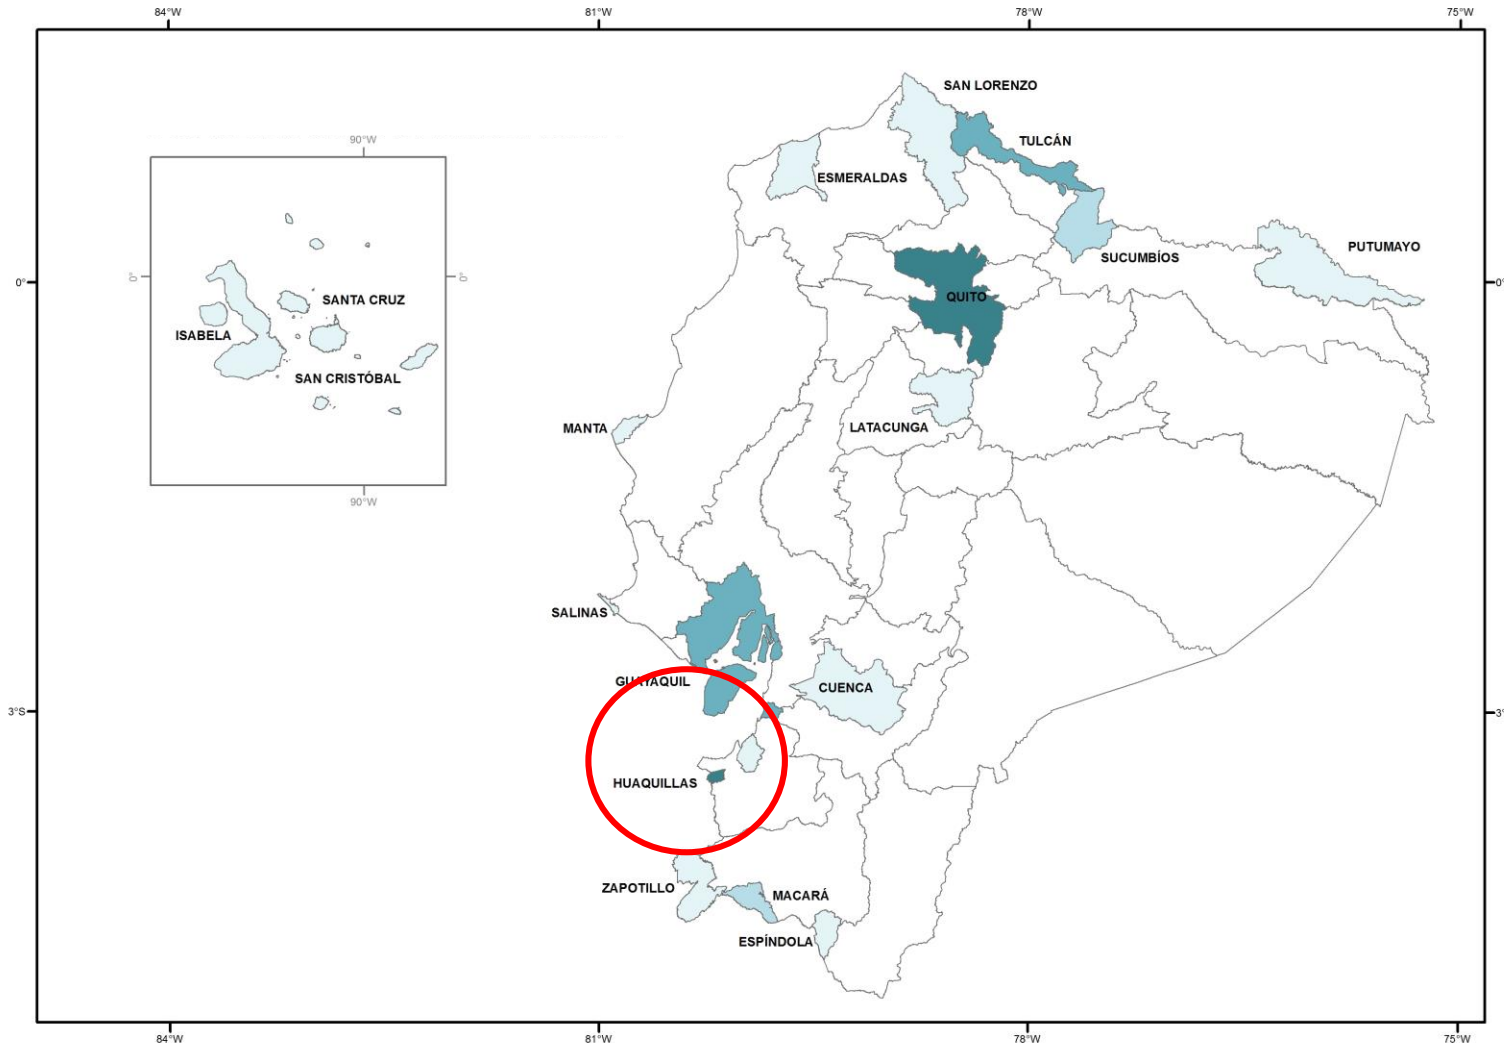 84°W 81°W 78°W 75°W
SAN LORENZO
TULCÁN
90°W
ESMERALDAS
PUTUMAYO
SUCUMBÍOS
0° 0°
0° 0°
QUITO
SANTA CRUZ
ISABELA
SAN CRISTÓBAL
MANTA
LATACUNGA
90°W
SALINAS
GUAYAQUIL
CUENCA
3°S 3°
HUAQUILLAS
ZAPOTILLO
MACARÁ
ESPÍNDOLA
84°W 81°W 78°W 75°W